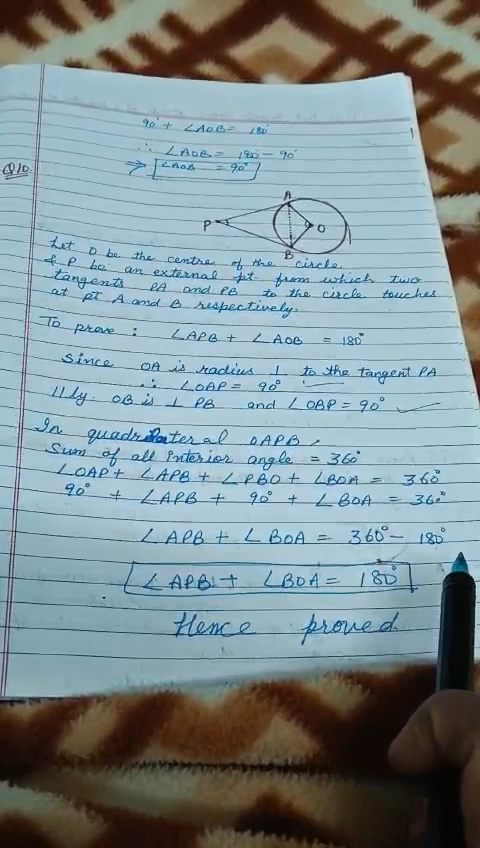 90° + ∠AOB = 180°
∴ ∠AOB = 180 - 90°
⇒ ∠AOB = 90°
Q10.
A
P
O
B
Let O be the centre of the circle
& P be an external pt. from which two
tangents PA and PB to the circle touches
at pt A and B respectively.
To prove : ∠APB + ∠AOB = 180°
Since OA is radius ⊥ to the tangent PA
∴ ∠OAP = 90°
||ly. OB is ⊥ PB and ∠OBP = 90°
In quadrilateral OAPB,
Sum of all interior angle = 360°
∠OAP + ∠APB + ∠PBO + ∠BOA = 360°
90° + ∠APB + 90° + ∠BOA = 360°
∠APB + ∠BOA = 360° - 180°
∠APB + ∠BOA = 180°
Hence proved